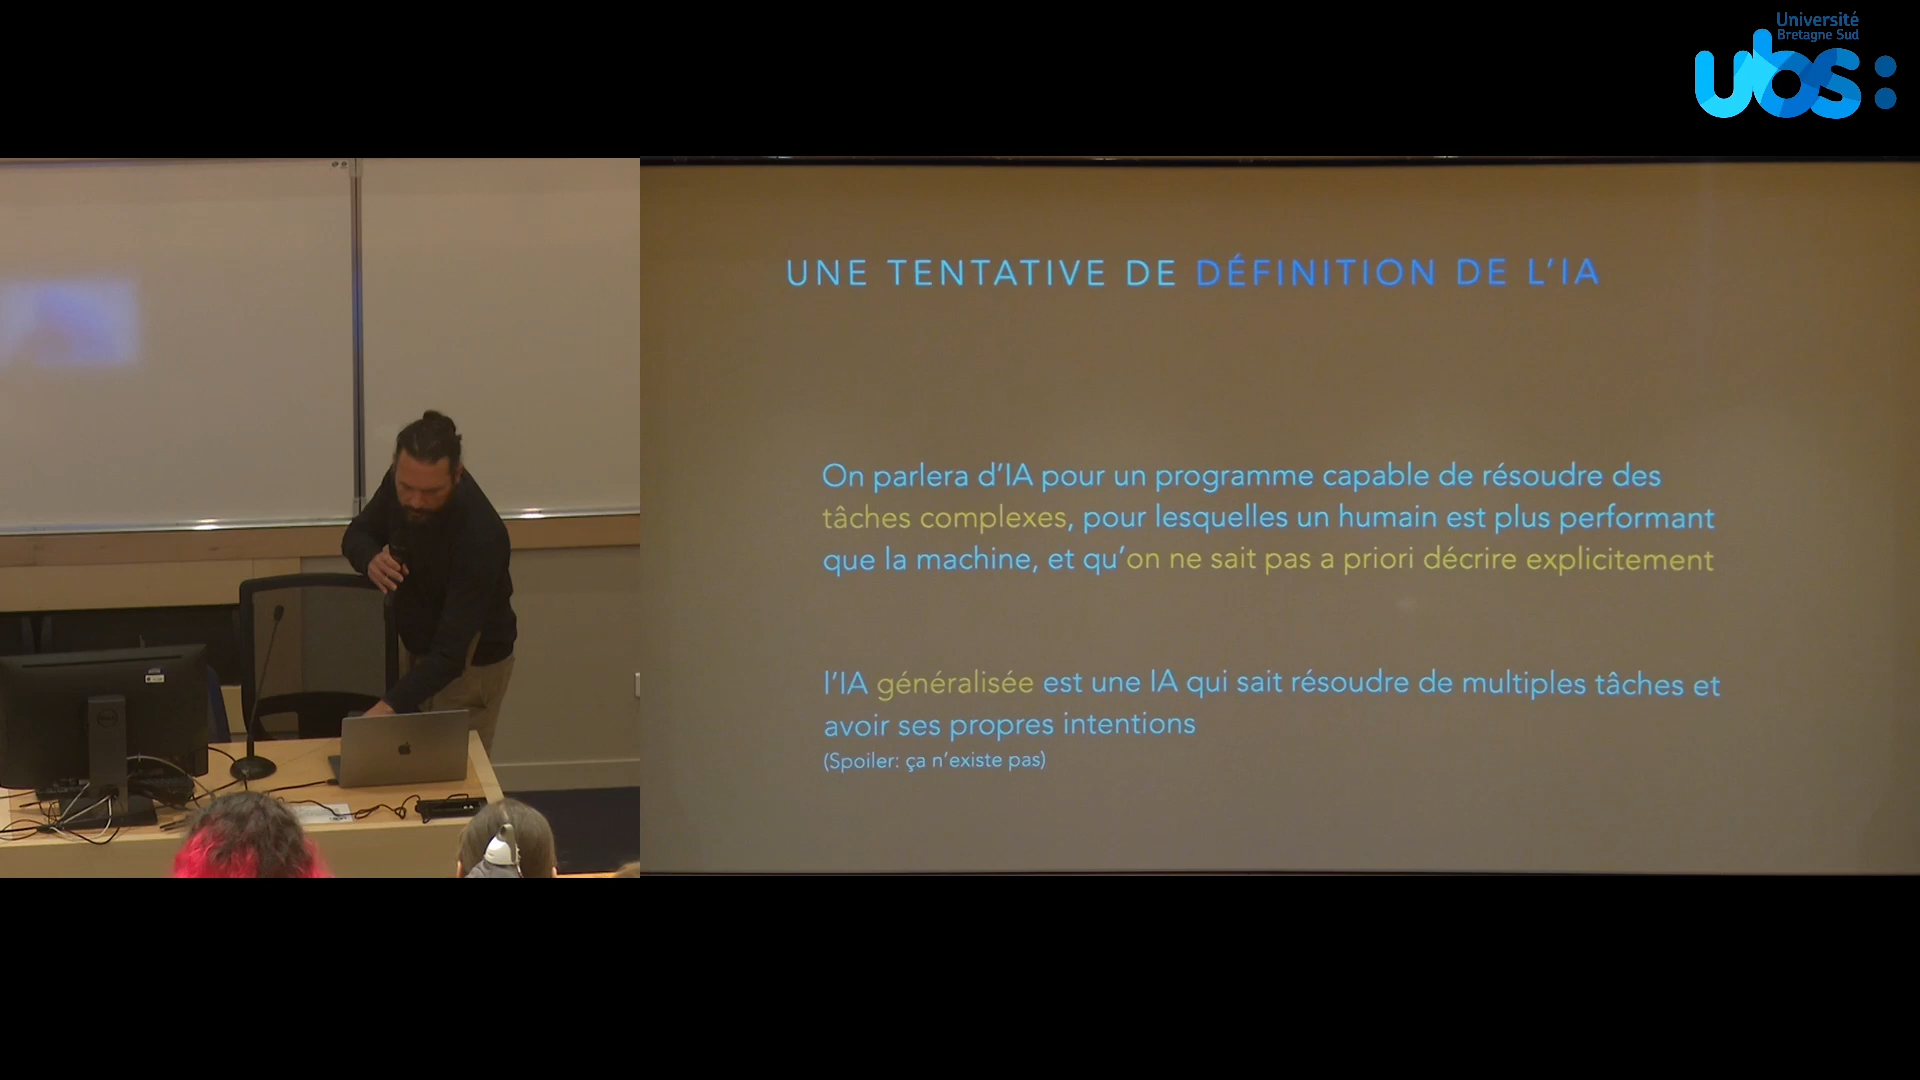 Université
Bretagne Sud
ubs:
UNE TENTATIVE DE DÉFINITION DE L'IA
On parlera d'IA pour un programme capable de résoudre des
tâches complexes, pour lesquelles un humain est plus performant
que la machine, et qu'on ne sait pas a priori décrire explicitement
l'IA généralisée est une IA qui sait résoudre de multiples tâches et
avoir ses propres intentions
(Spoiler: ça n'existe pas)